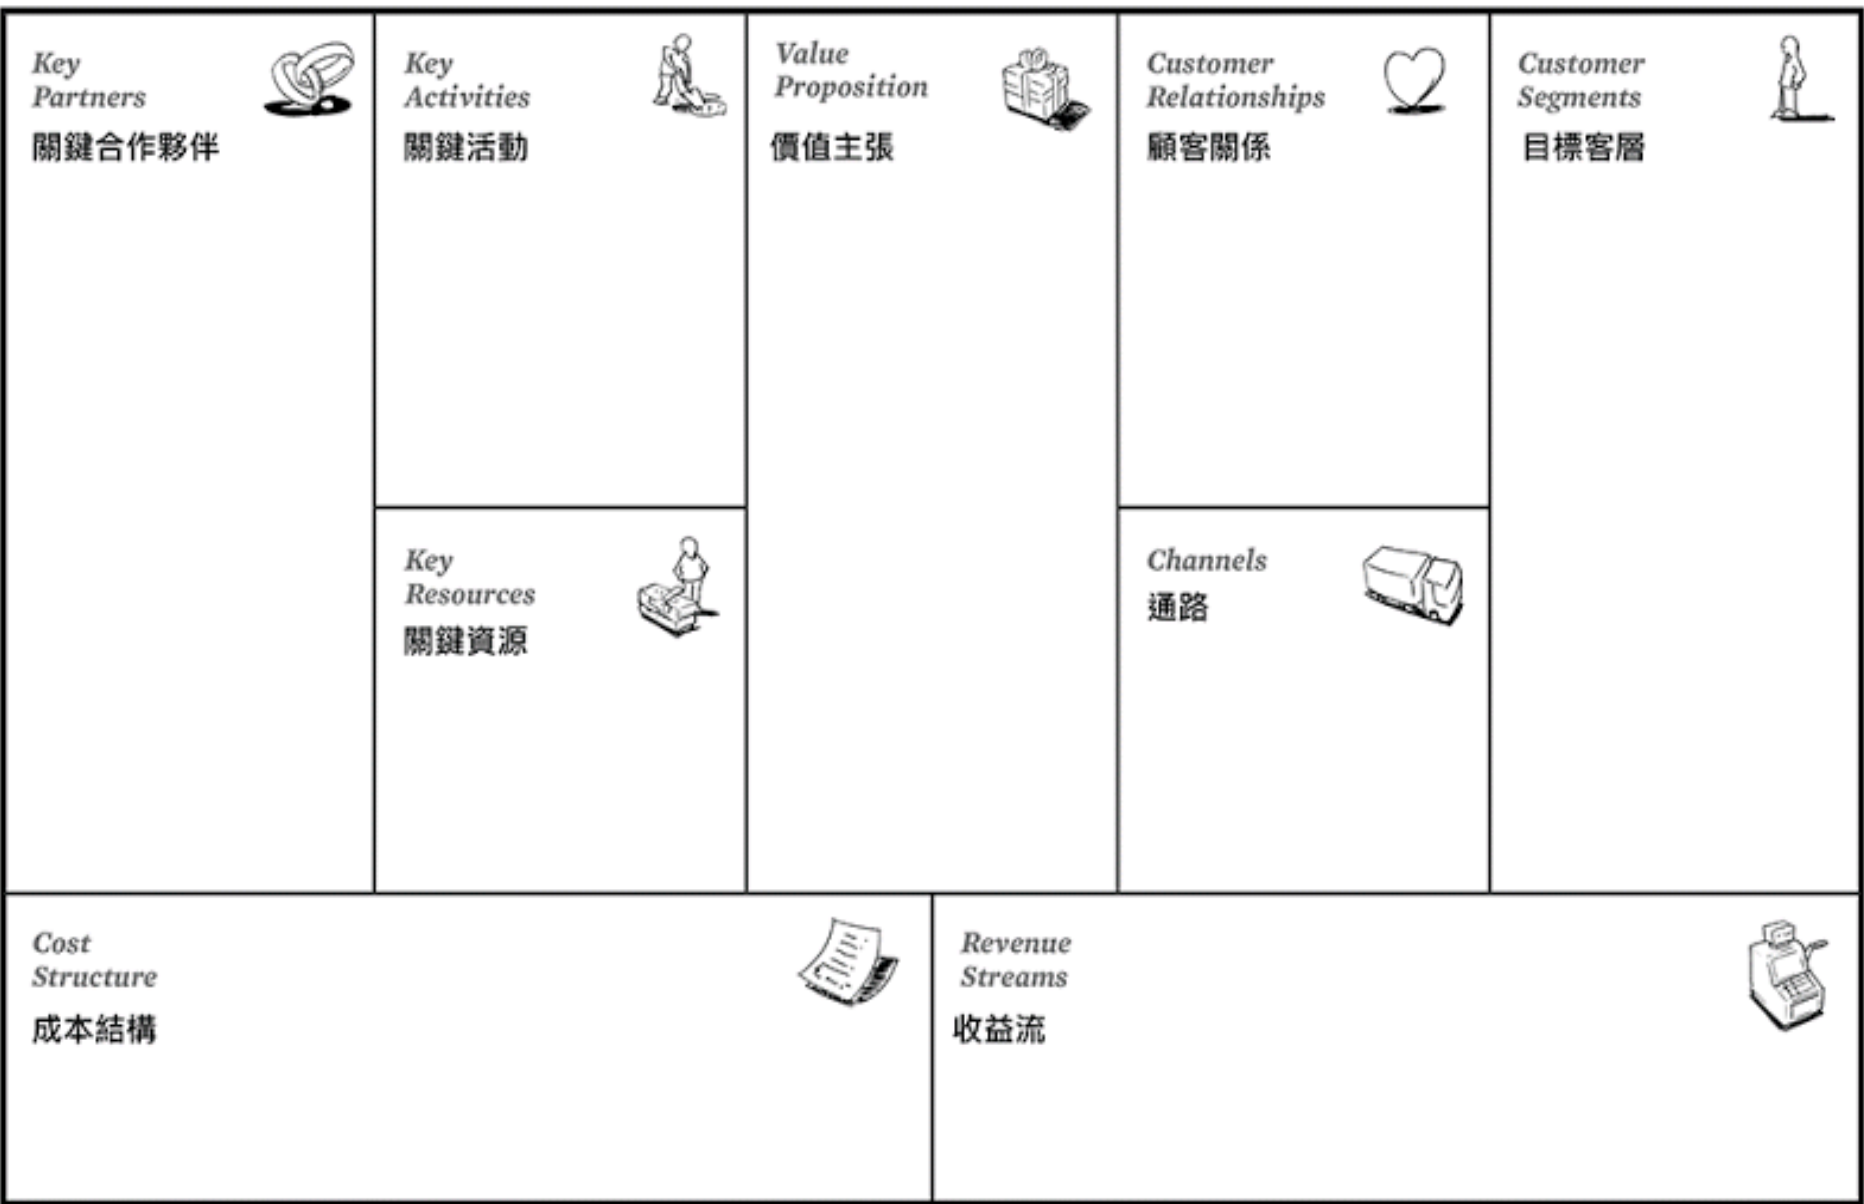 Key
Partners
關鍵合作夥伴
Key
Activities
關鍵活動
Key
Resources
關鍵資源
Value
Proposition
價值主張
Customer
Relationships
顧客關係
Channels
通路
Customer
Segments
目標客層
Cost
Structure
成本結構
Revenue
Streams
收益流